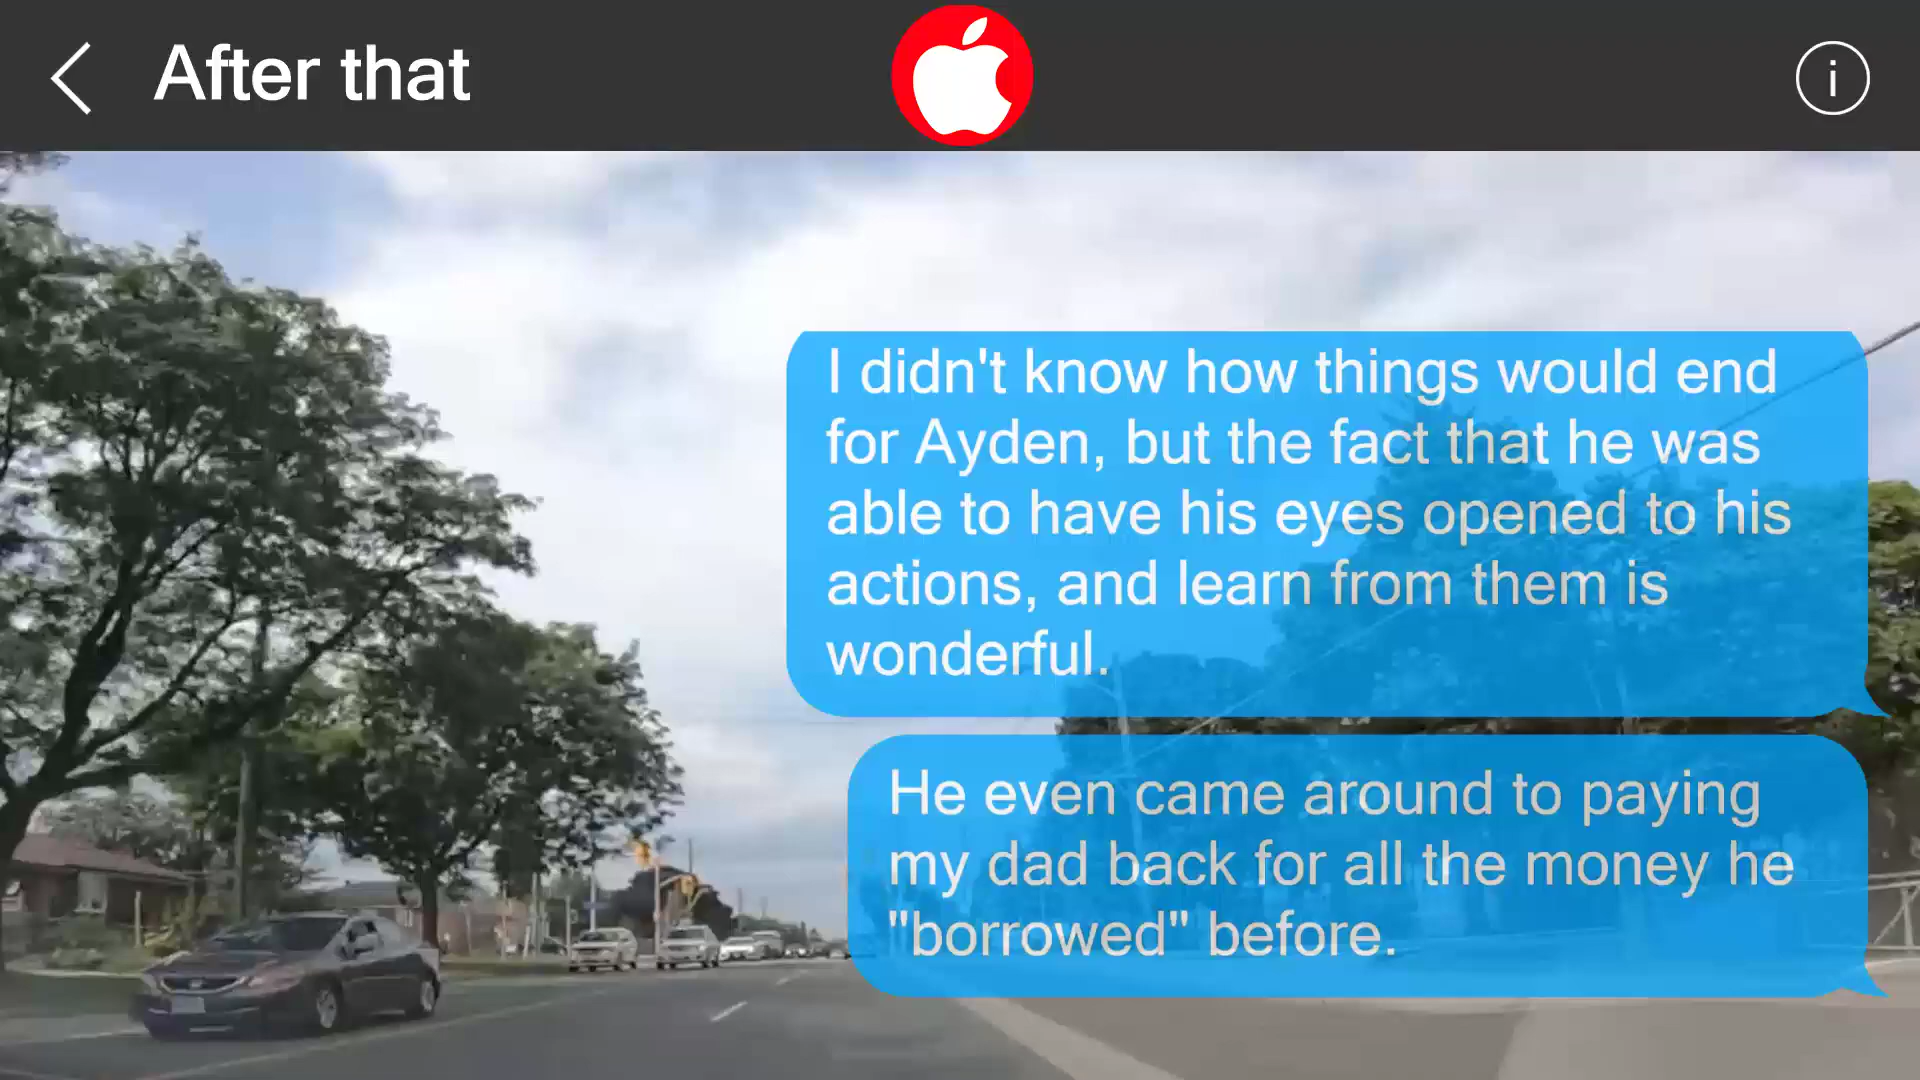 After that
i
I didn't know how things would end
for Ayden, but the fact that he was
able to have his eyes opened to his
actions, and learn from them is
wonderful.
He even came around to paying
my dad back for all the money he
"borrowed" before.